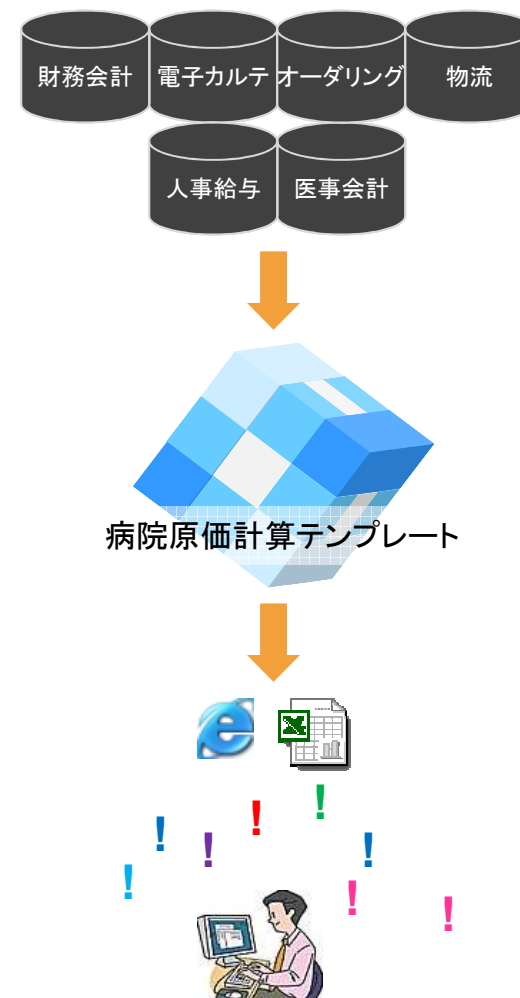 財務会計 電子カルテ オーダリング 物流
人事給与 医事会計
病院原価計算テンプレート
! !
! ! !
! ! !